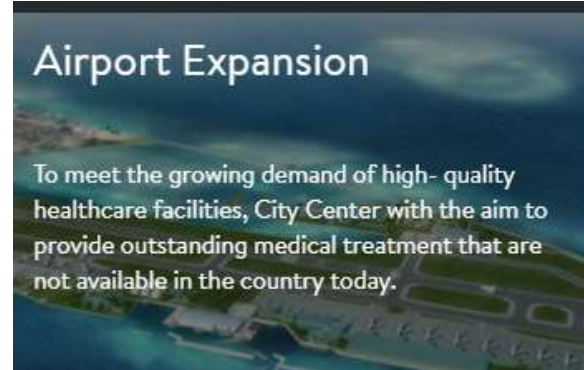 Airport Expansion
To meet the growing demand of high- quality
healthcare facilities, City Center with the aim to
provide outstanding medical treatment that are
not available in the country today.